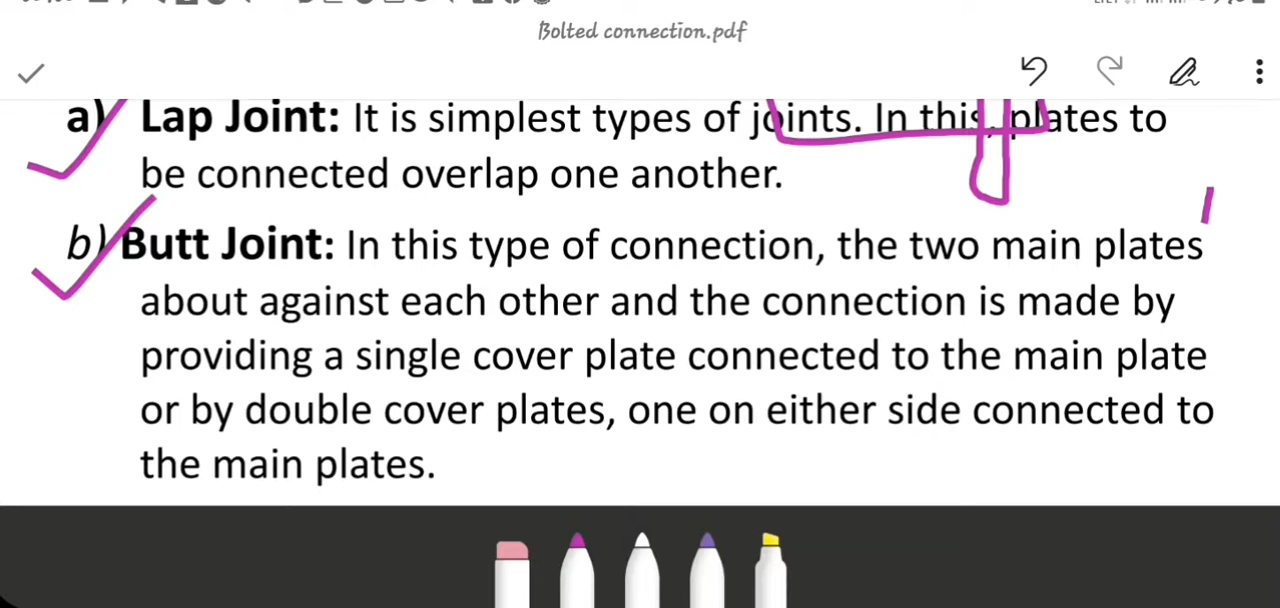 Bolted connection.pdf
a) Lap Joint: It is simplest types of joints. In this, plates to
be connected overlap one another.
b) Butt Joint: In this type of connection, the two main plates
about against each other and the connection is made by
providing a single cover plate connected to the main plate
or by double cover plates, one on either side connected to
the main plates.